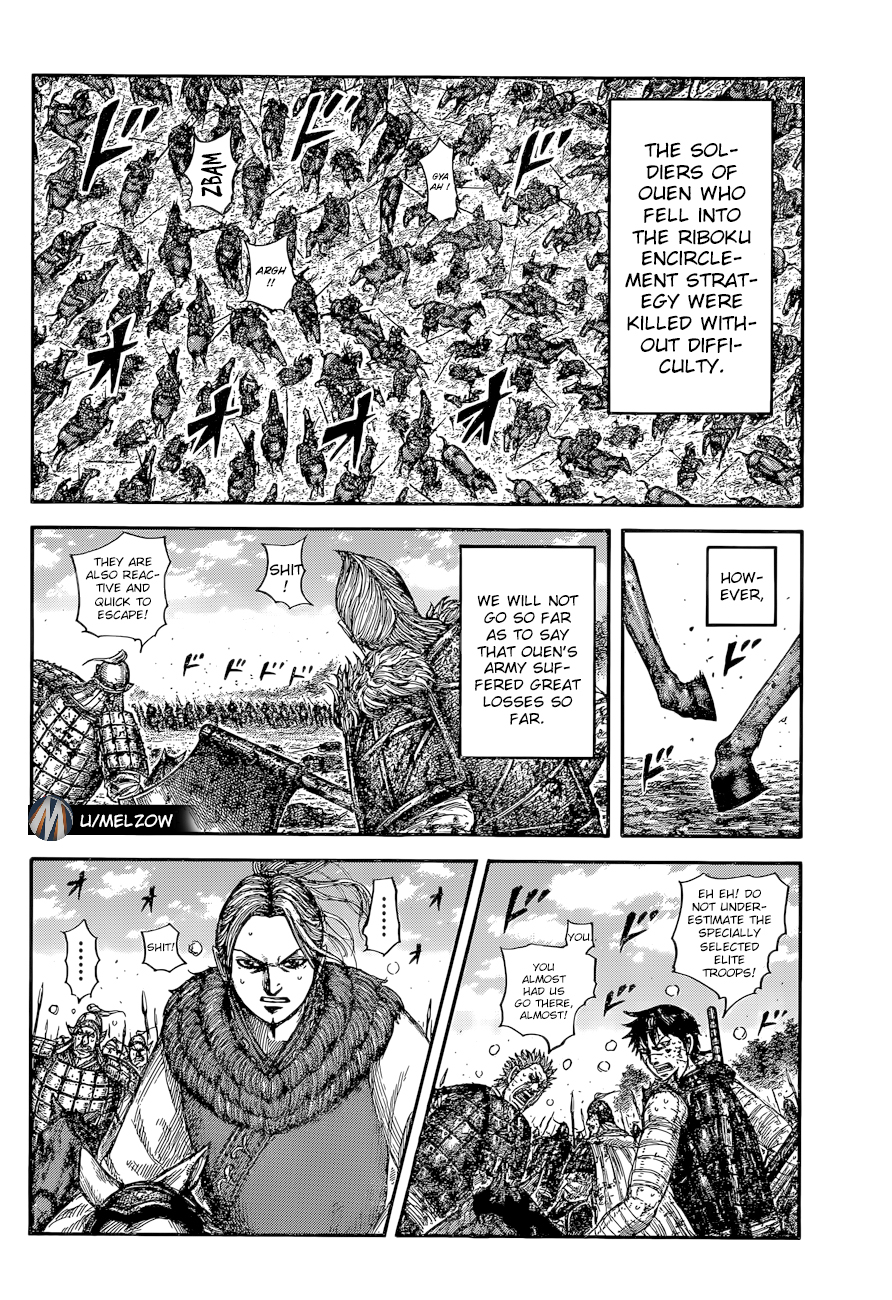 THE SOL-
DIERS OF
OUEN WHO
FELL INTO
THE RIBOKU
ENCIRCLE-
MENT STRAT-
EGY WERE
KILLED WITH-
OUT DIFFI-
CULTY.
ド
ド
ド
ZBAM
GYA
AH !
ARGH
!!
オ
オ
オ
オ
HOW-
EVER,
ド
ド
WE WILL NOT
GO SO FAR
AS TO SAY
THAT OUEN'S
ARMY SUF-
FERED GREAT
LOSSES SO
FAR.
SHIT
!
THEY ARE
ALSO REAC-
TIVE AND
QUICK TO
ESCAPE!
ド ド ド ド
U/MELZOW
EH EH! DO
NOT UNDER-
ESTIMATE THE
SPECIALLY
SELECTED
ELITE
TROOPS!
YOU..
YOU
ALMOST
HAD US
GO THERE,
ALMOST!
ド
ド
ド
ド
.....
SHIT!
.....
オ
オ